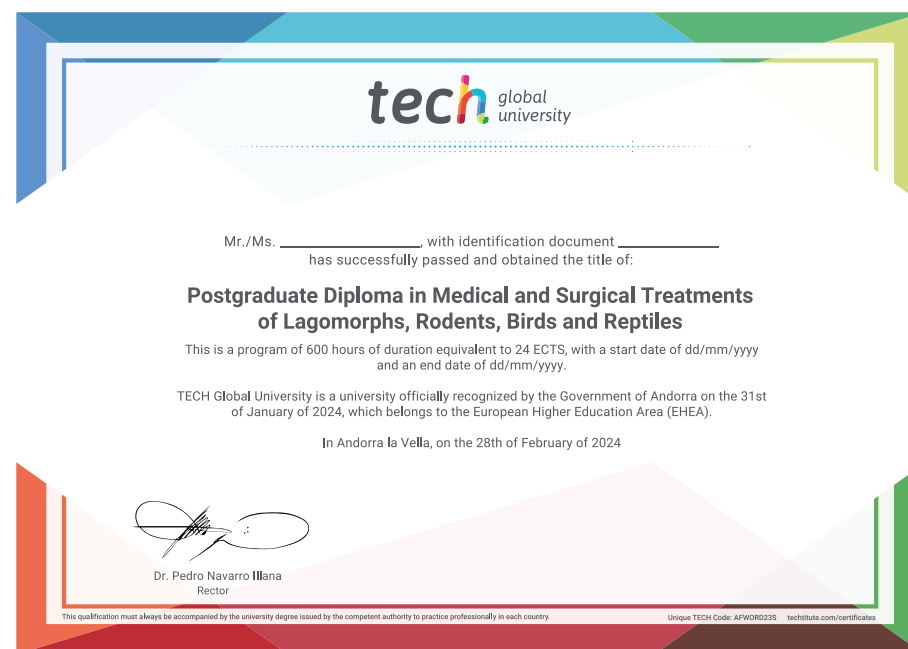 tech global university
Mr./Ms. ____________________, with identification document ______________
has successfully passed and obtained the title of:
Postgraduate Diploma in Medical and Surgical Treatments
of Lagomorphs, Rodents, Birds and Reptiles
This is a program of 600 hours of duration equivalent to 24 ECTS, with a start date of dd/mm/yyyy
and an end date of dd/mm/yyyy.
TECH Global University is a university officially recognized by the Government of Andorra on the 31st
of January of 2024, which belongs to the European Higher Education Area (EHEA).
In Andorra la Vella, on the 28th of February of 2024
Dr. Pedro Navarro Illana
Rector
This qualification must always be accompanied by the university degree issued by the competent authority to practice professionally in each country.
Unique TECH Code: AFWORD23S techtitute.com/certificates